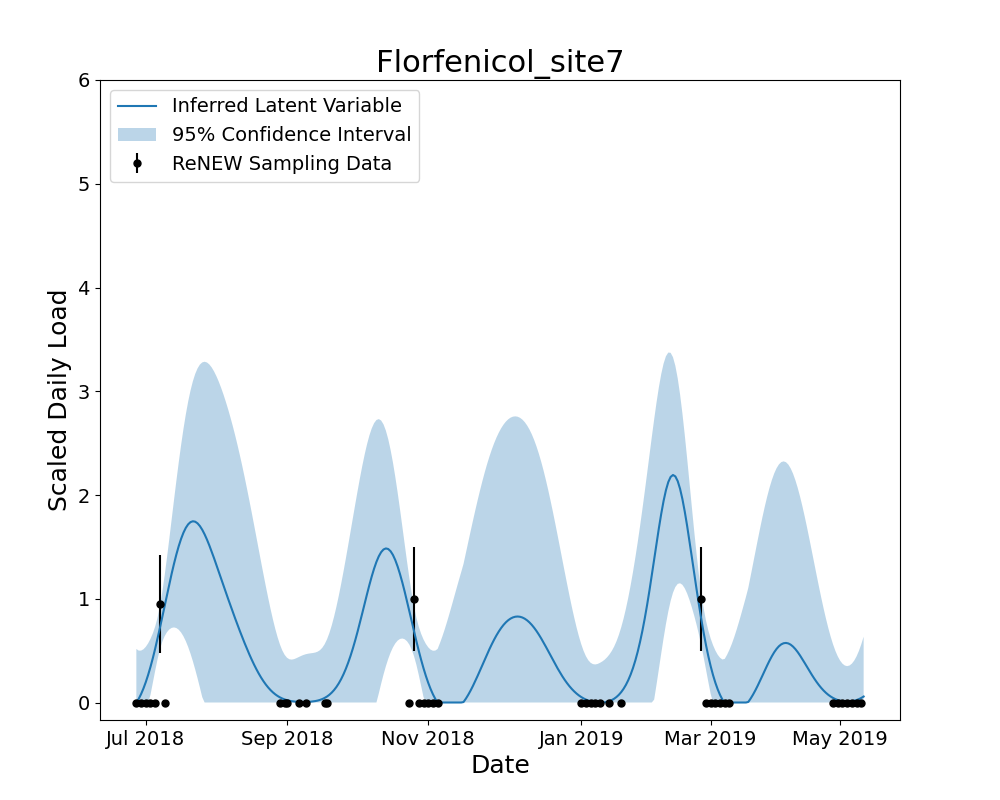 Florfenicol_site7
Inferred Latent Variable
95% Confidence Interval
ReNEW Sampling Data
Scaled Daily Load
6
5
4
3
2
1
0
Jul 2018 Sep 2018 Nov 2018 Jan 2019 Mar 2019 May 2019
Date